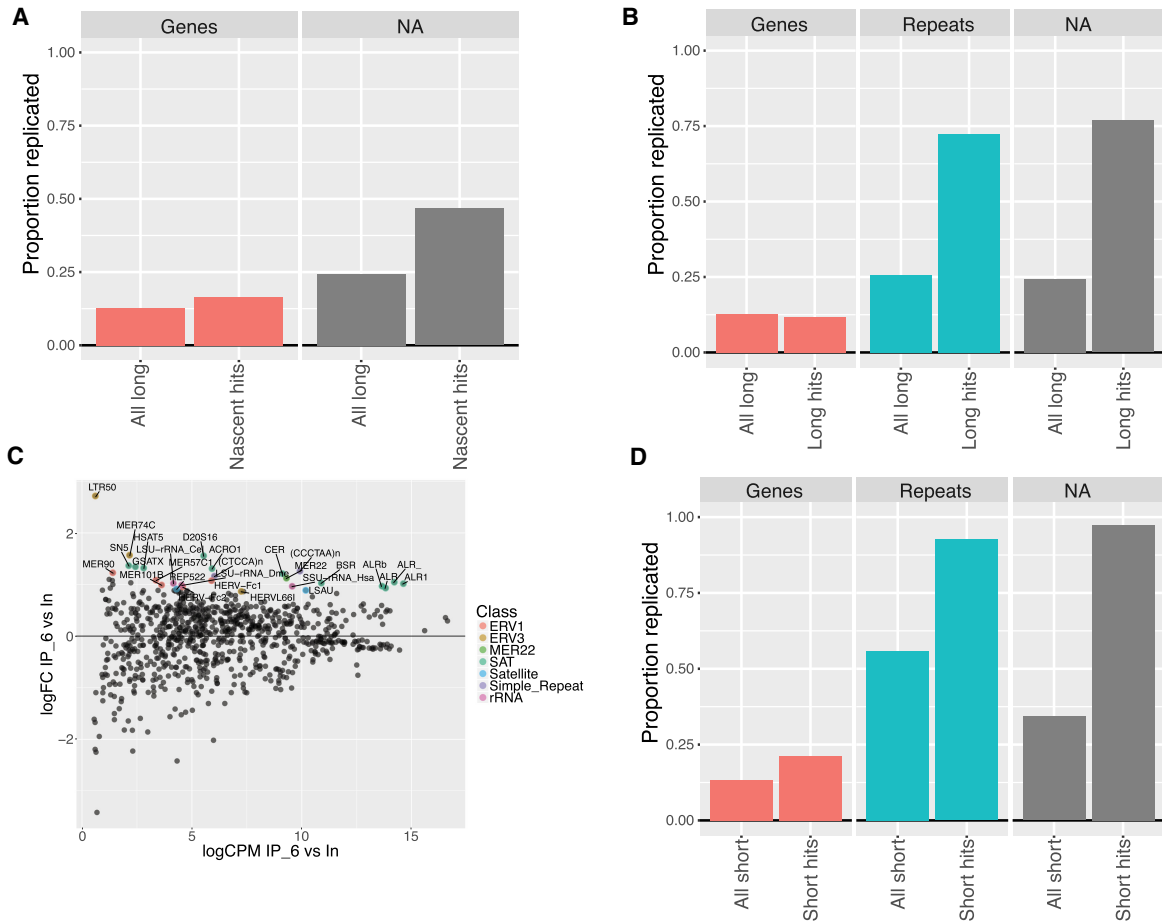 A
Genes
NA
Proportion replicated
1.00
0.75
0.50
0.25
0.00
All long
Nascent hits
All long
Nascent hits
B
Genes
Repeats
NA
Proportion replicated
1.00
0.75
0.50
0.25
0.00
All long
Long hits
All long
Long hits
All long
Long hits
C
logFC IP_6 vs In
2
0
−2
LTR50
MER74C
HSAT5
D20S16
LSU−rRNA_Cel
ACRO1
SN5
GSATX
MER57C1
(CTCCA)n
CER
(CCCTAA)n
MER90
MER101R
REP522
LSU−rRNA_Dme
MER22
BSR
ALRb
ALR_
HERV−Fc1
SSU−rRNA_Hsa
ALR
ALR1
HERV−Fc2
HERVL66I
LSAU
0
5
10
15
logCPM IP_6 vs In
Class
ERV1
ERV3
MER22
SAT
Satellite
Simple_Repeat
rRNA
D
Genes
Repeats
NA
Proportion replicated
1.00
0.75
0.50
0.25
0.00
All short
Short hits
All short
Short hits
All short
Short hits